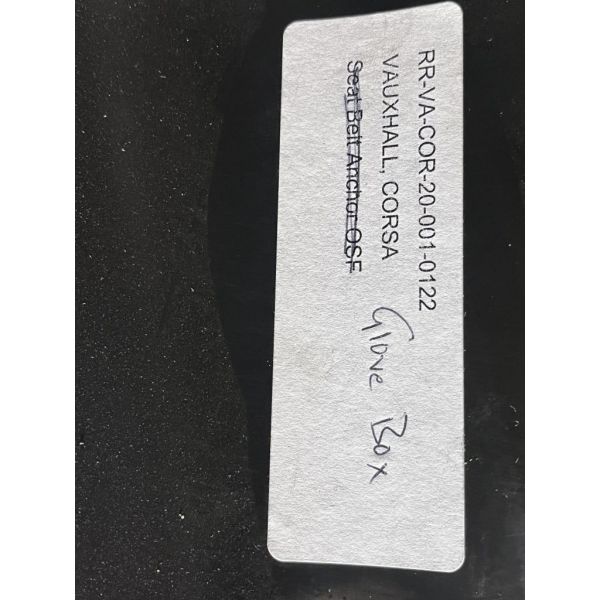 RR-VA-COR-20-001-0122
VAUXHALL, CORSA
Seat Belt Anchor OSF
Glove Box